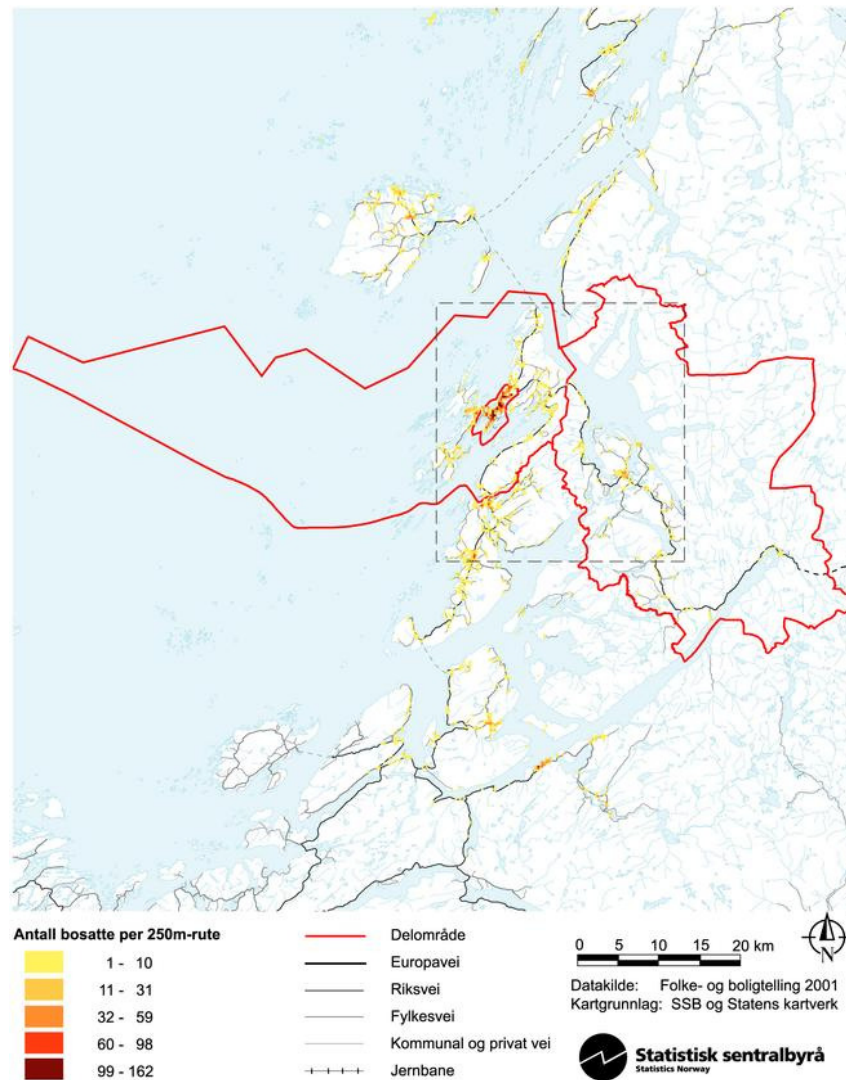 Antall bosatte per 250m-rute
1 - 10
11 - 31
32 - 59
60 - 98
99 - 162
Delområde
Europavei
Riksvei
Fylkesvei
Kommunal og privat vei
Jernbane
0 5 10 15 20 km
N
Datakilde: Folke- og boligtelling 2001
Kartgrunnlag: SSB og Statens kartverk
Statistisk sentralbyrå
Statistics Norway